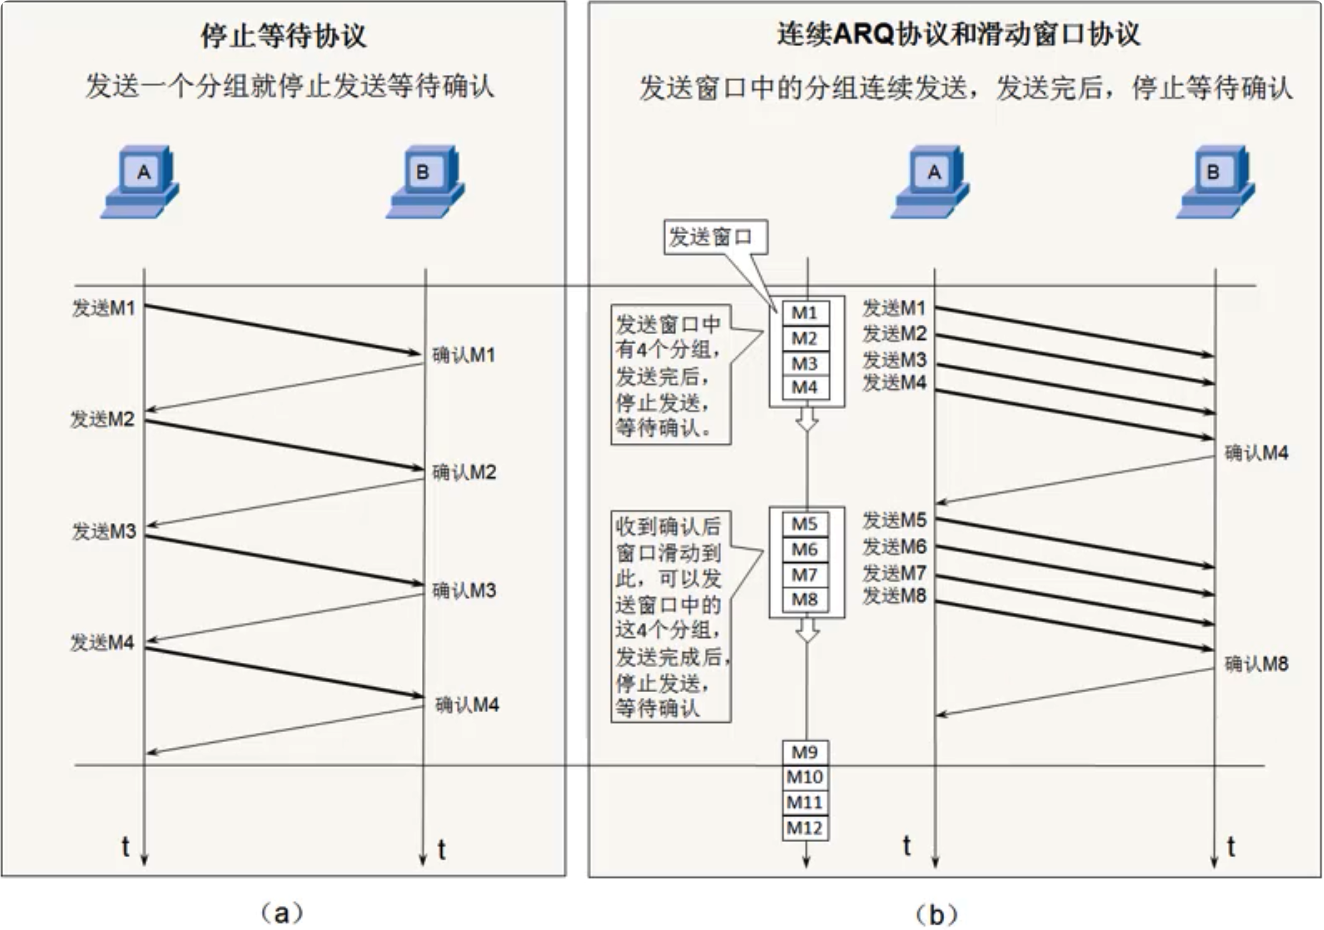 停止等待协议
发送一个分组就停止发送等待确认
A
B
发送M1
确认M1
发送M2
确认M2
发送M3
确认M3
发送M4
确认M4
t
t
（a）
连续ARQ协议和滑动窗口协议
发送窗口中的分组连续发送，发送完后，停止等待确认
A
B
发送窗口
发送窗口中
有4个分组，
发送完后，
停止发送，
等待确认。
M1
M2
M3
M4
发送M1
发送M2
发送M3
发送M4
确认M4
收到确认后
窗口滑动到
此，可以发
送窗口中的
这4个分组，
发送完成后，
停止发送，
等待确认
M5
M6
M7
M8
发送M5
发送M6
发送M7
发送M8
确认M8
M9
M10
M11
M12
t
t
（b）